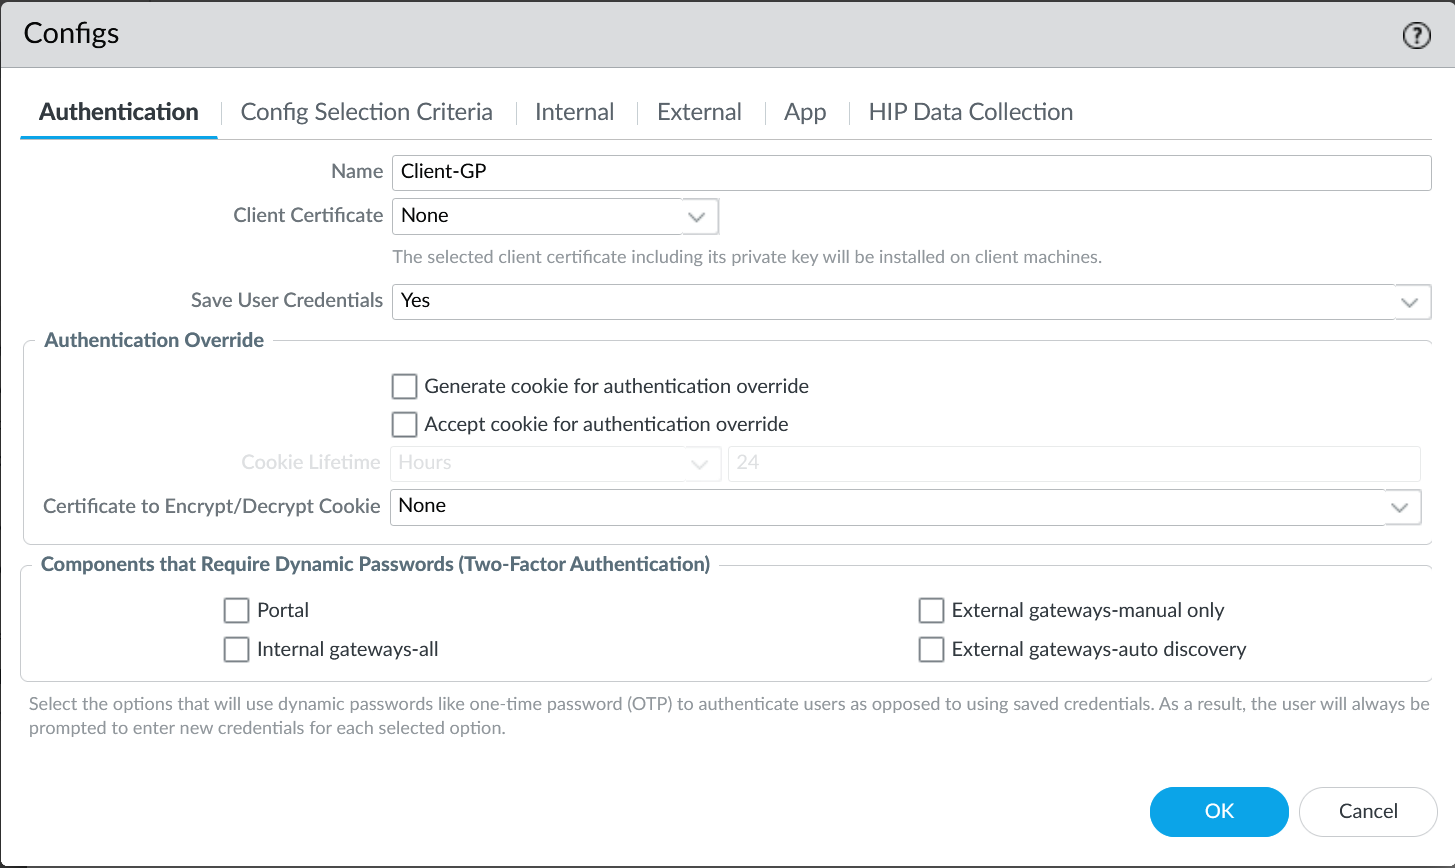 Configs
Authentication
Config Selection Criteria
Internal
External
App
HIP Data Collection
Name
Client-GP
Client Certificate
None
The selected client certificate including its private key will be installed on client machines.
Save User Credentials
Yes
Authentication Override
Generate cookie for authentication override
Accept cookie for authentication override
Cookie Lifetime
Hours
24
Certificate to Encrypt/Decrypt Cookie
None
Components that Require Dynamic Passwords (Two-Factor Authentication)
Portal
External gateways-manual only
Internal gateways-all
External gateways-auto discovery
Select the options that will use dynamic passwords like one-time password (OTP) to authenticate users as opposed to using saved credentials. As a result, the user will always be
prompted to enter new credentials for each selected option.
OK
Cancel